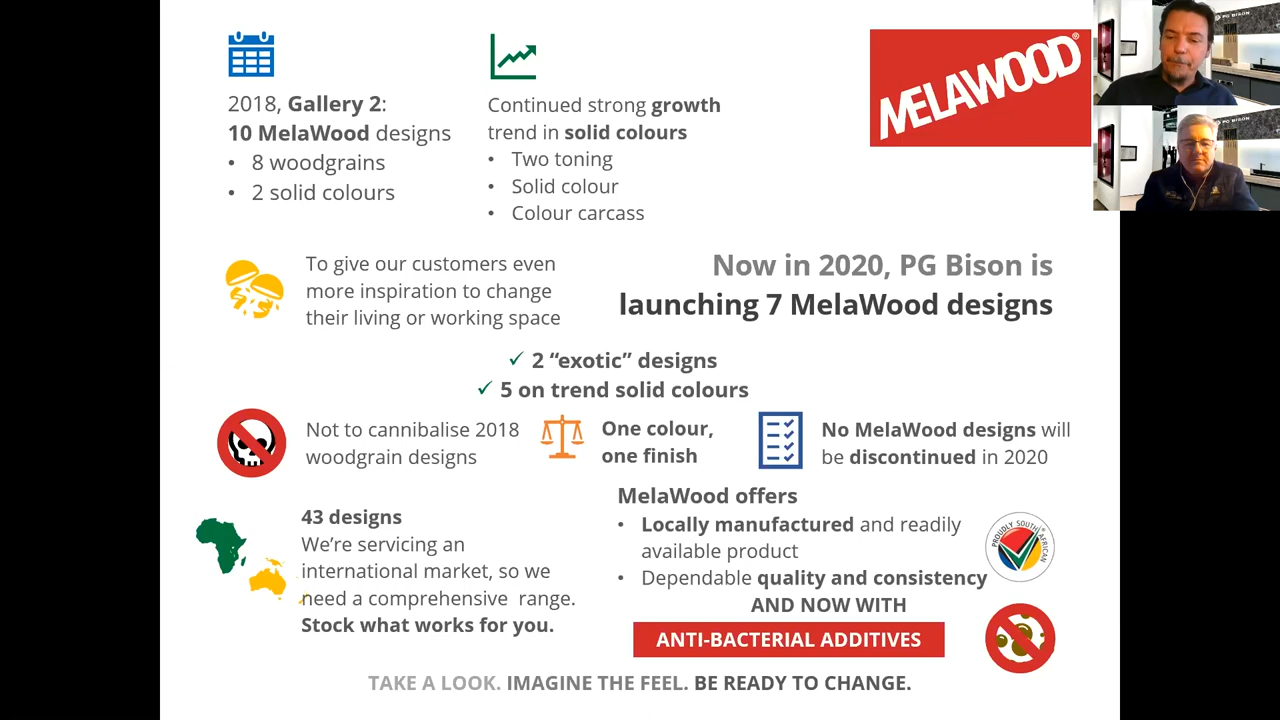 2018, Gallery 2:
10 MelaWood designs
• 8 woodgrains
• 2 solid colours
Continued strong growth
trend in solid colours
• Two toning
• Solid colour
• Colour carcass
MELAWOOD®
PG BISON
PG BISON
To give our customers even
more inspiration to change
their living or working space
Now in 2020, PG Bison is
launching 7 MelaWood designs
✓ 2 “exotic” designs
✓ 5 on trend solid colours
Not to cannibalise 2018
woodgrain designs
One colour,
one finish
No MelaWood designs will
be discontinued in 2020
43 designs
We’re servicing an
international market, so we
need a comprehensive  range.
Stock what works for you.
MelaWood offers
• Locally manufactured and readily
available product
• Dependable quality and consistency
AND NOW WITH
ANTI-BACTERIAL ADDITIVES
PROUDLY SOUTH AFRICAN
TAKE A LOOK. IMAGINE THE FEEL. BE READY TO CHANGE.